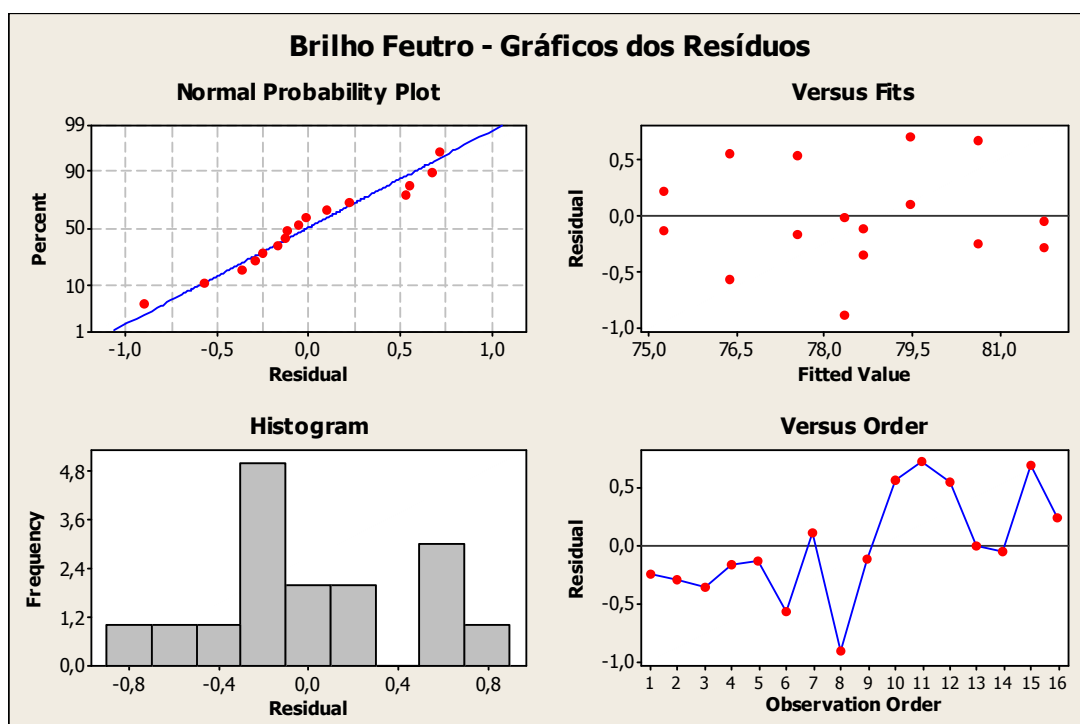 Brilho Feutro - Gráficos dos Resíduos
Normal Probability Plot
99
90
50
10
1
Percent
-1,0 -0,5 0,0 0,5 1,0
Residual
Versus Fits
0,5
0,0
-0,5
-1,0
Residual
75,0 76,5 78,0 79,5 81,0
Fitted Value
Histogram
4,8
3,6
2,4
1,2
0,0
Frequency
-0,8 -0,4 0,0 0,4 0,8
Residual
Versus Order
0,5
0,0
-0,5
-1,0
Residual
1 2 3 4 5 6 7 8 9 10 11 12 13 14 15 16
Observation Order